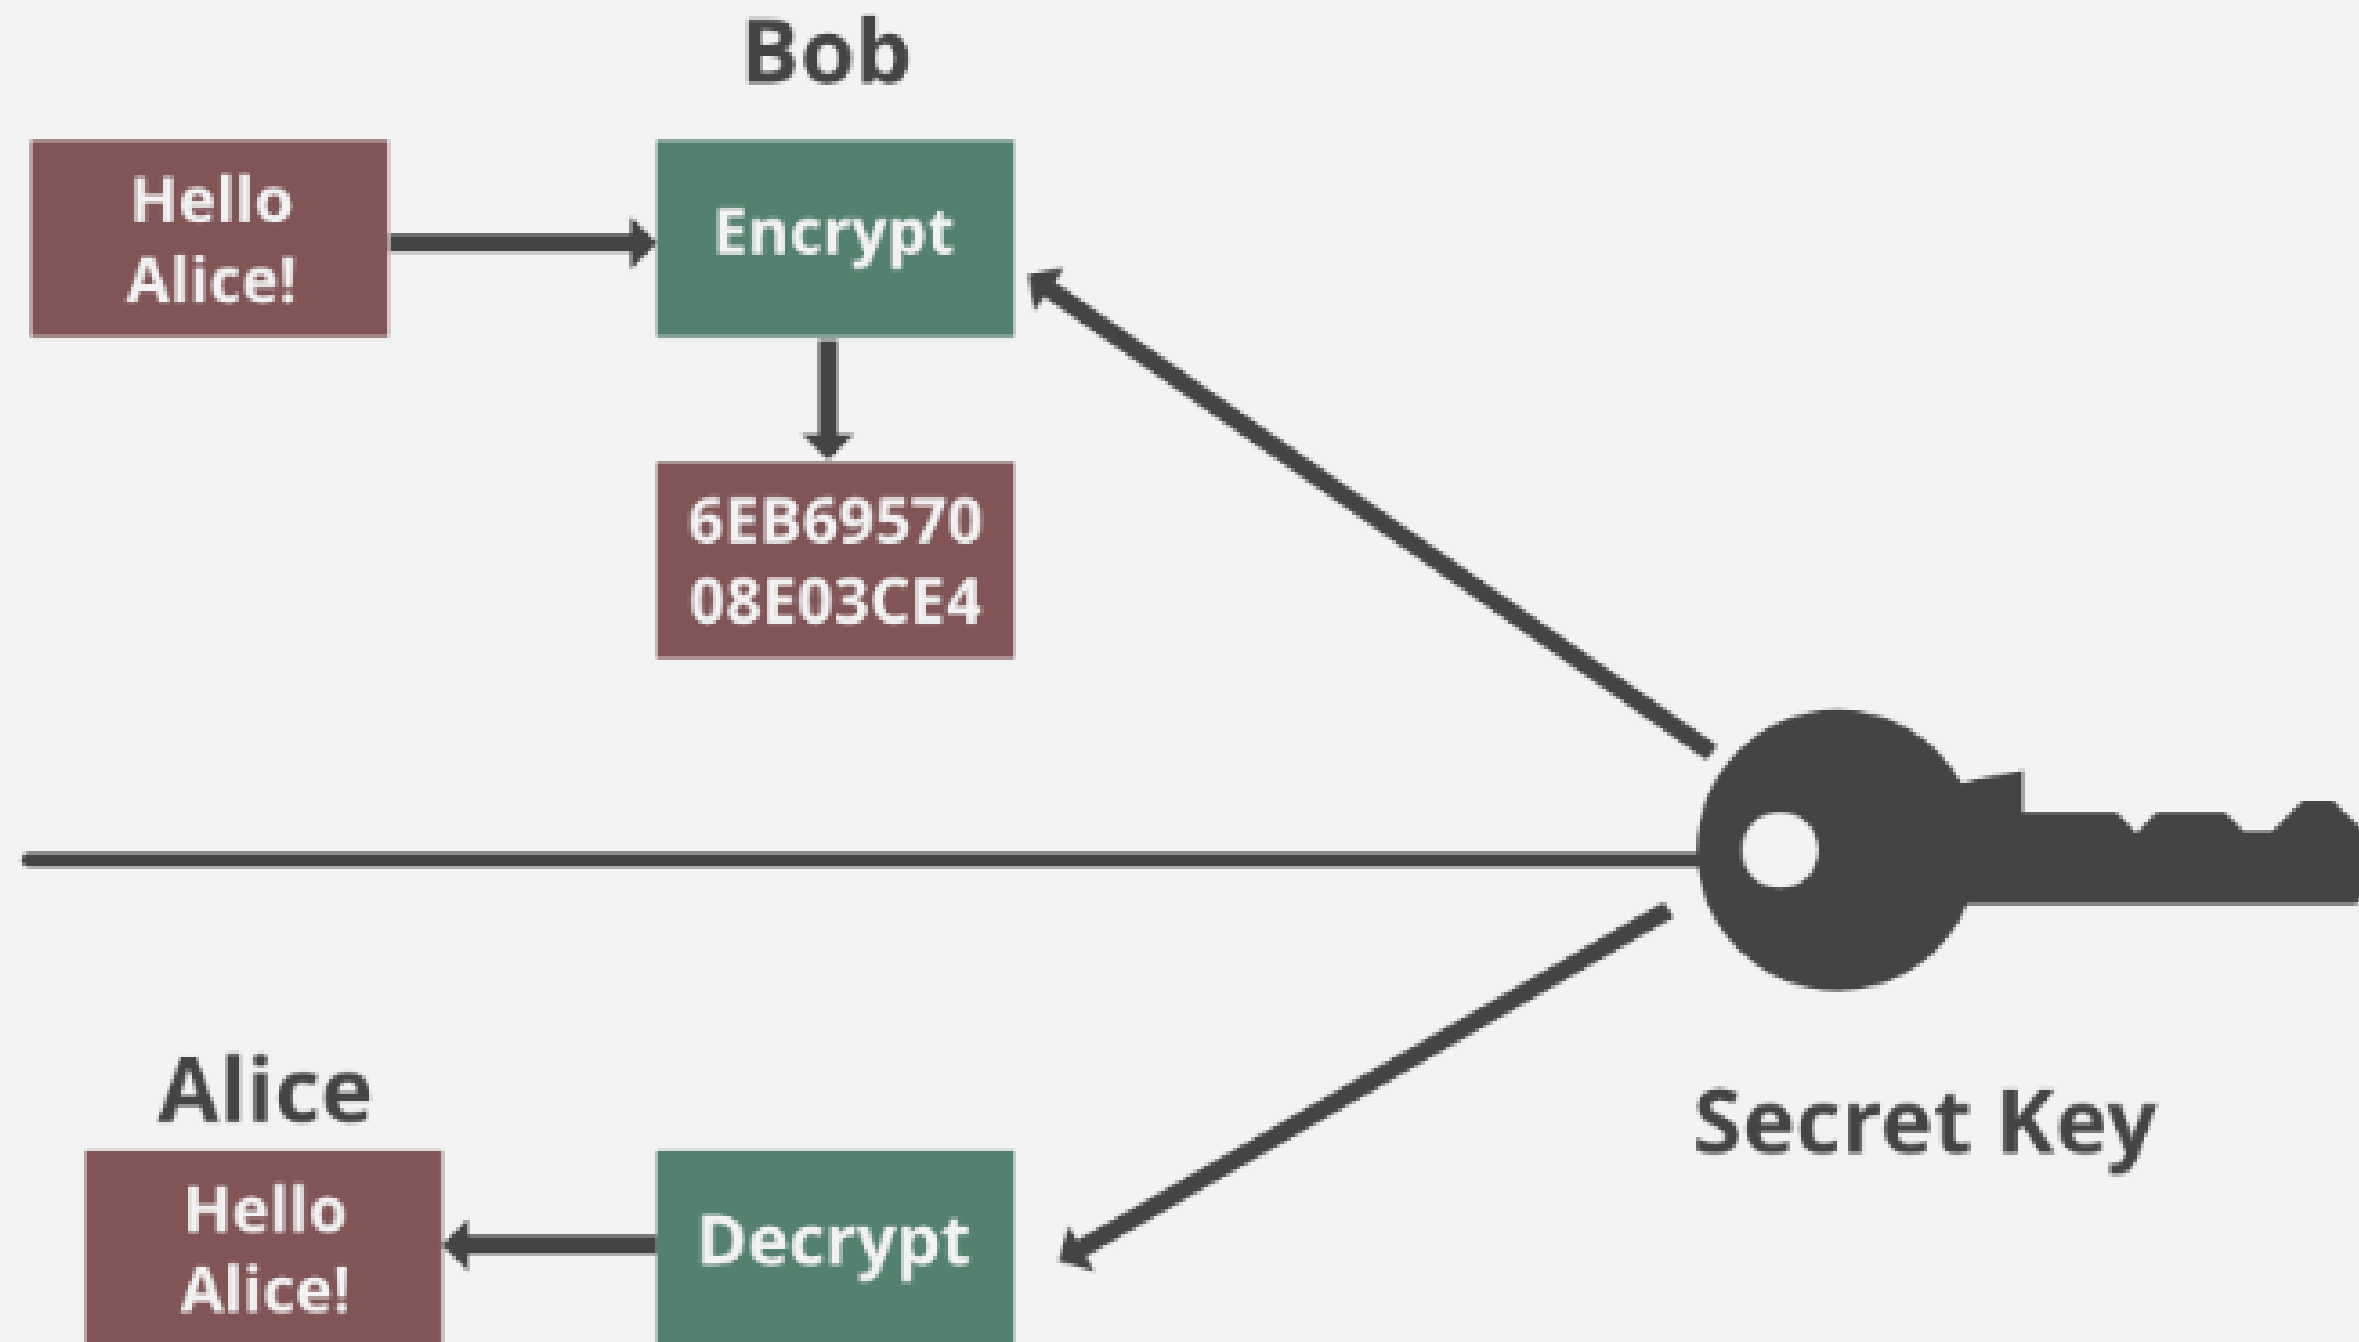 Bob
Hello
Alice!
Encrypt
6EB69570
08E03CE4
Alice
Secret Key
Hello
Alice!
Decrypt